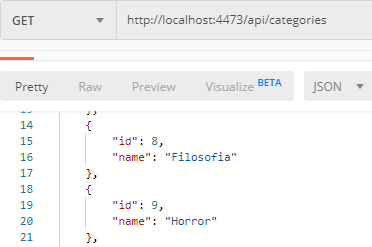 GET http://localhost:4473/api/categories
Pretty Raw Preview Visualize BETA JSON
},
14 {
15 "id": 8,
16 "name": "Filosofia"
17 },
18 {
19 "id": 9,
20 "name": "Horror"
21 },